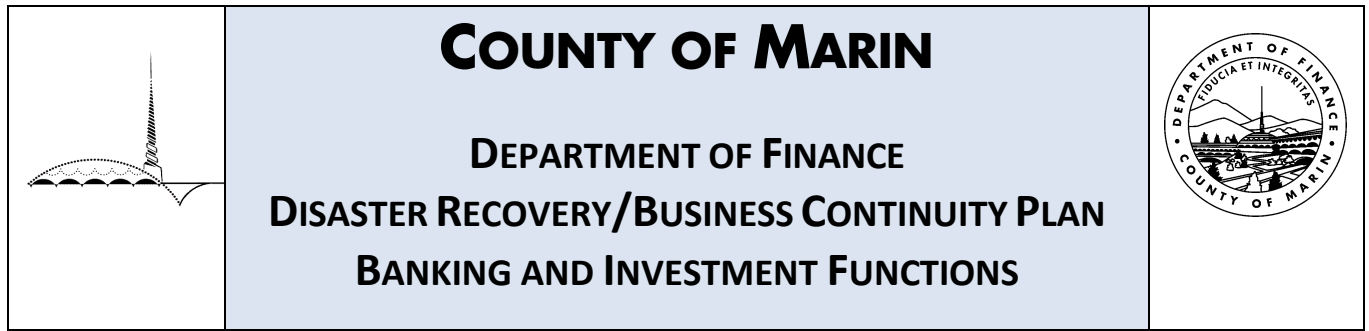 COUNTY OF MARIN
DEPARTMENT OF FINANCE
DISASTER RECOVERY/BUSINESS CONTINUITY PLAN
BANKING AND INVESTMENT FUNCTIONS
DEPARTMENT OF FINANCE
FIDUCIA ET INTEGRITAS
• COUNTY OF MARIN •